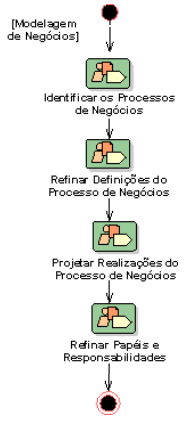 [Modelagem
de Negócios]
Identificar os Processos
de Negócios
Refinar Definições do
Processo de Negócios
Projetar Realizações do
Processo de Negócios
Refinar Papéis e
Responsabilidades